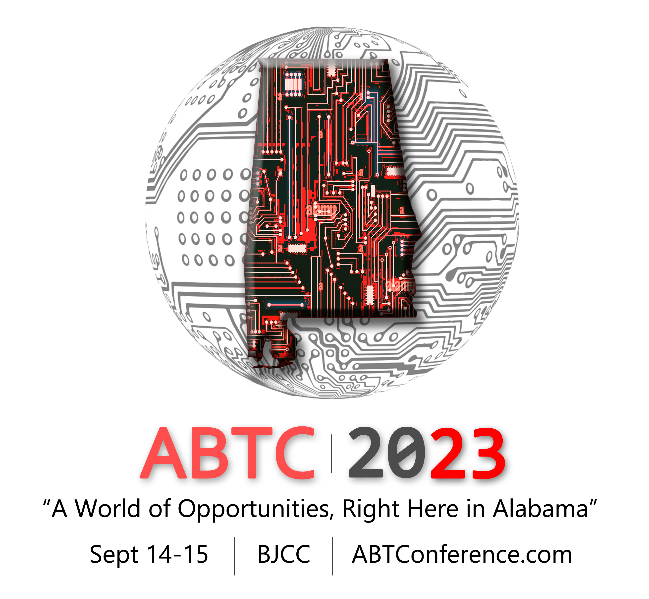 ABTC | 2023
“A World of Opportunities, Right Here in Alabama”
Sept 14-15 | BJCC | ABTConference.com